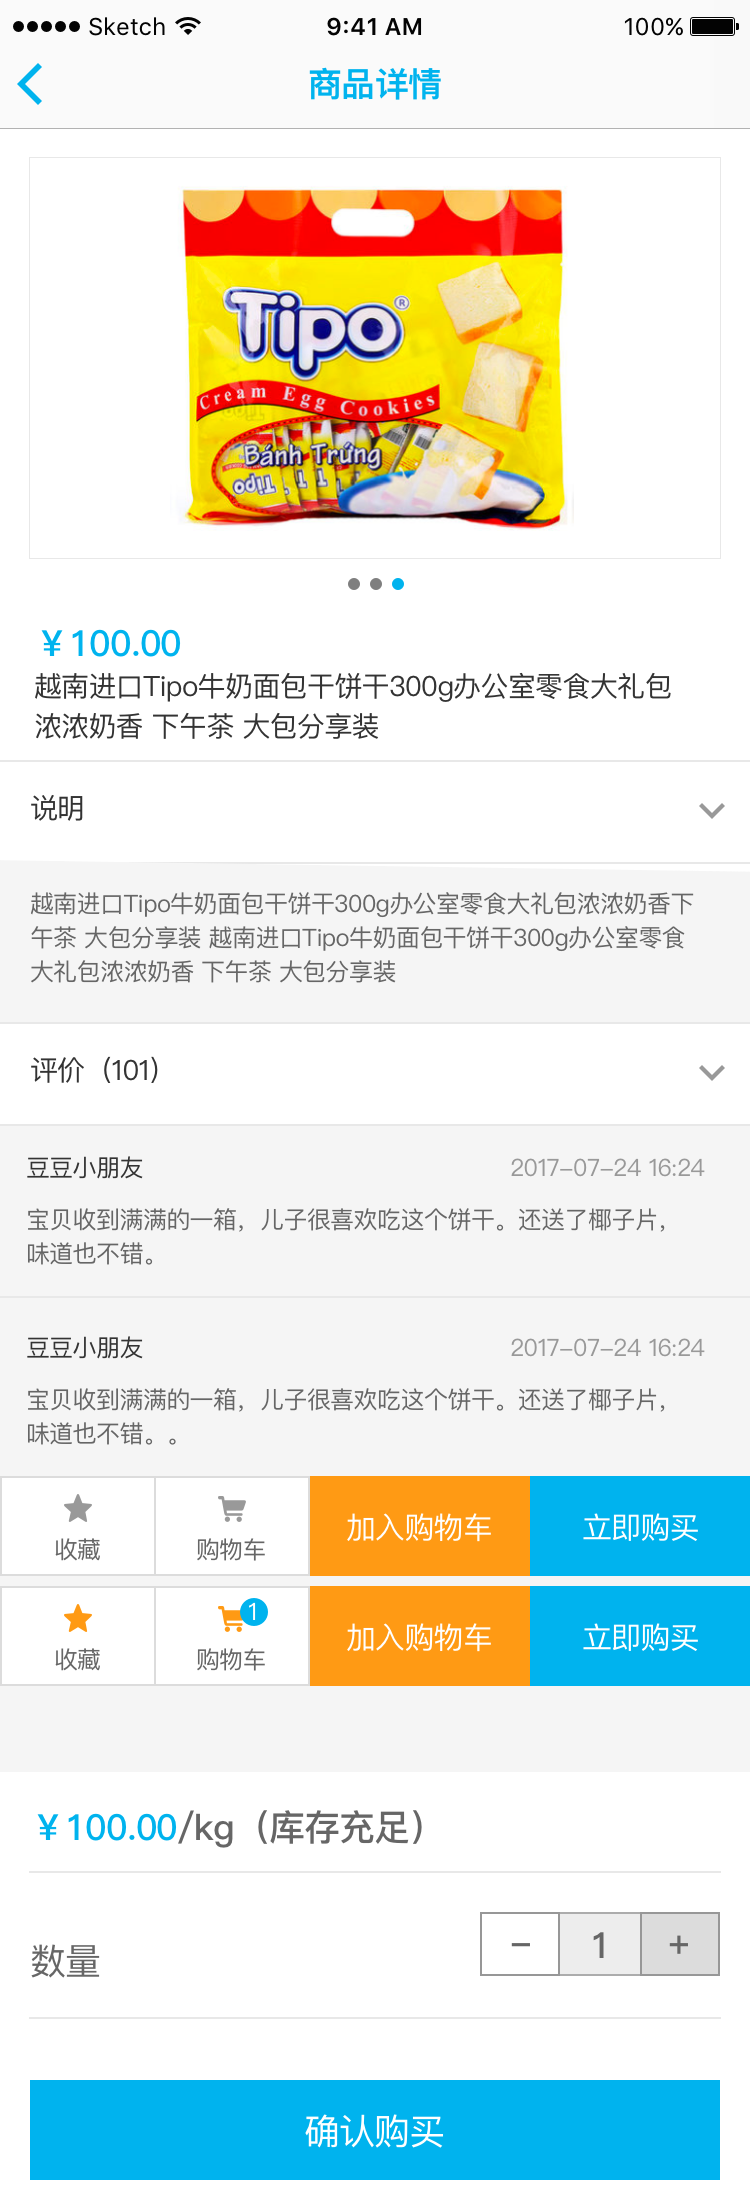 Sketch 9:41 AM 100%
商品详情
Tipo®
Cream Egg Cookies
Bánh Trứng
Tipo
¥ 100.00
越南进口Tipo牛奶面包干饼干300g办公室零食大礼包
浓浓奶香 下午茶 大包分享装
说明
越南进口Tipo牛奶面包干饼干300g办公室零食大礼包浓浓奶香下
午茶 大包分享装 越南进口Tipo牛奶面包干饼干300g办公室零食
大礼包浓浓奶香 下午茶 大包分享装
评价（101）
豆豆小朋友 2017-07-24 16:24
宝贝收到满满的一箱，儿子很喜欢吃这个饼干。还送了椰子片，
味道也不错。
豆豆小朋友 2017-07-24 16:24
宝贝收到满满的一箱，儿子很喜欢吃这个饼干。还送了椰子片，
味道也不错。。
收藏 购物车 加入购物车 立即购买
1
收藏 购物车 加入购物车 立即购买
¥ 100.00/kg（库存充足）
数量 − 1 +
确认购买